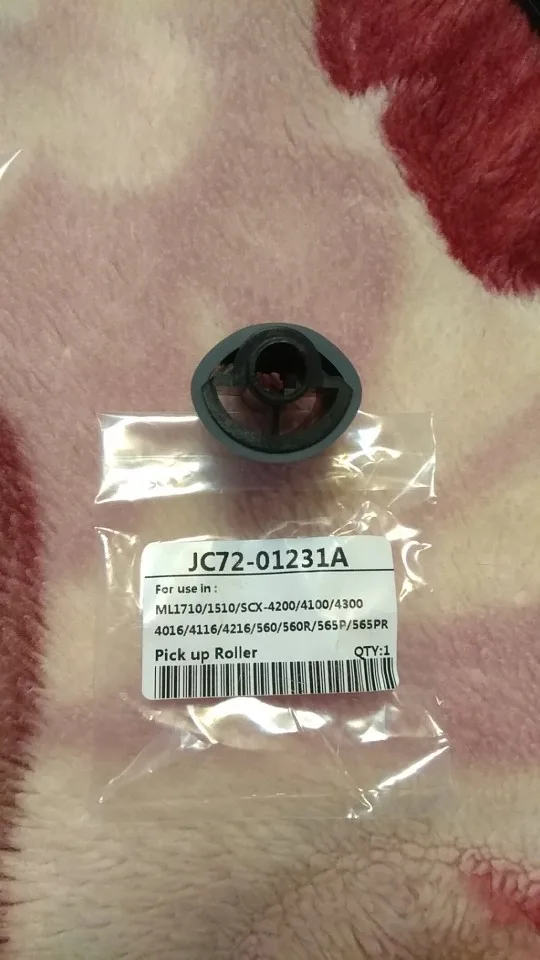 JC72-01231A
For use in :
ML1710/1510/SCX-4200/4100/4300
4016/4116/4216/560/560R/565P/565PR
Pick up Roller QTY:1